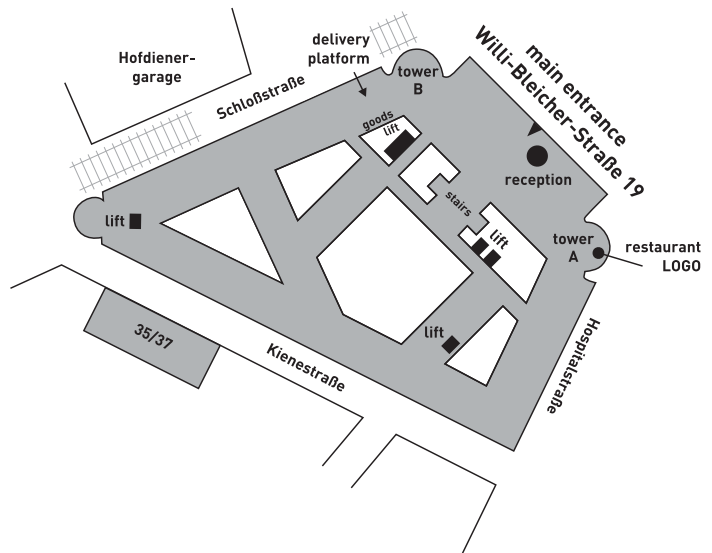 Hofdiener-
garage
delivery
platform
tower
B
main entrance
Willi-Bleicher-Straße 19
Schloßstraße
goods
lift
reception
stairs
lift
lift
tower
A
restaurant
LOGO
lift
35/37
Kienestraße
Hospitalstraße